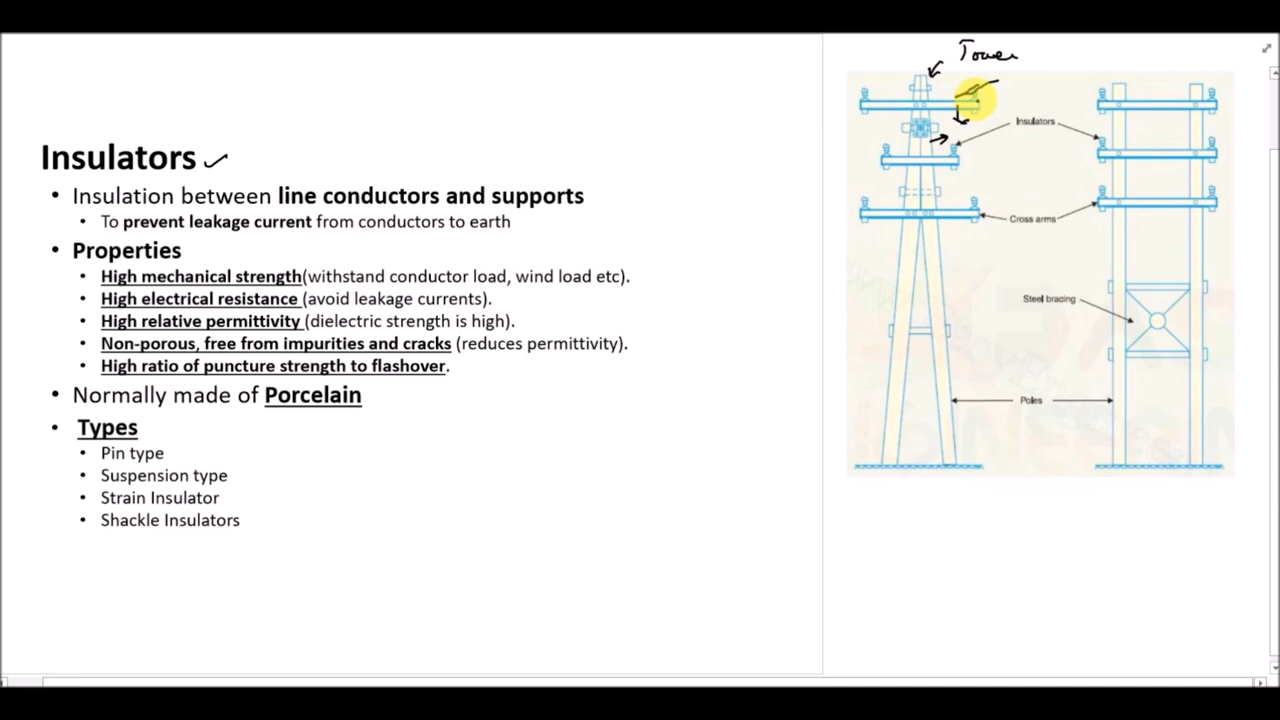 Insulators
• Insulation between line conductors and supports
• To prevent leakage current from conductors to earth
• Properties
• High mechanical strength(withstand conductor load, wind load etc).
• High electrical resistance (avoid leakage currents).
• High relative permittivity (dielectric strength is high).
• Non-porous, free from impurities and cracks (reduces permittivity).
• High ratio of puncture strength to flashover.
• Normally made of Porcelain
• Types
• Pin type
• Suspension type
• Strain Insulator
• Shackle Insulators
Tower
Insulators
Cross arms
Steel bracing
Poles